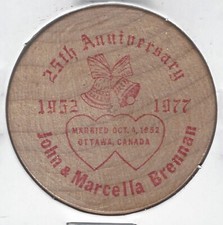 25th Anniversary
1952 1977
MARRIED OCT. 4, 1952
OTTAWA, CANADA
John & Marcella Brennan